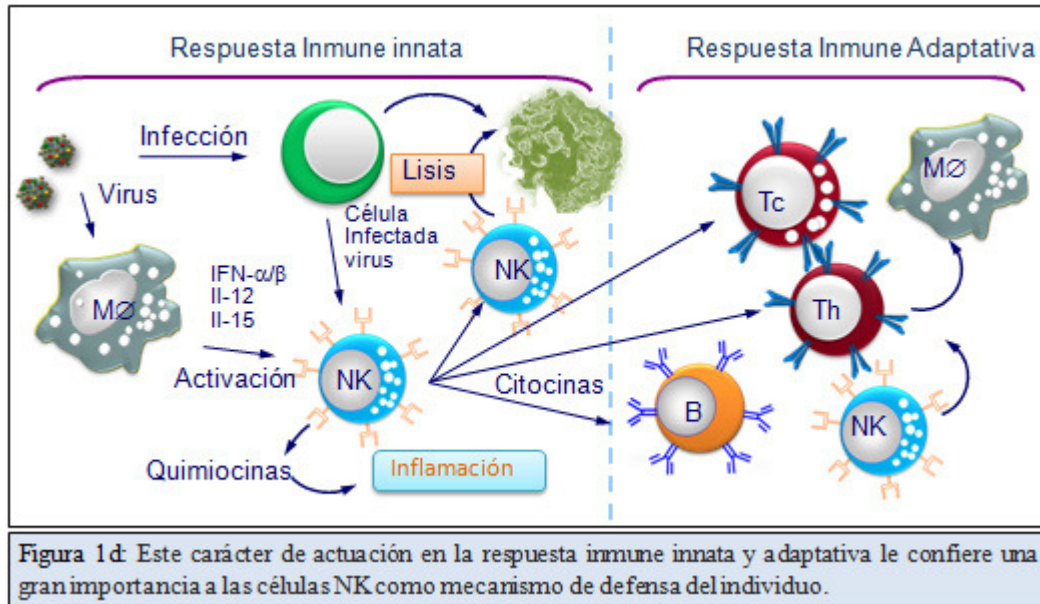 Respuesta Inmune innata
Respuesta Inmune Adaptativa
Infección
Virus
Lisis
Célula
Infectada
virus
MØ
IFN-α/β
Il-12
Il-15
Activación
NK
NK
Citocinas
Quimiocinas
Inflamación
Tc
MØ
Th
B
NK
Figura 1d: Este carácter de actuación en la respuesta inmune innata y adaptativa le confiere una
gran importancia a las células NK como mecanismo de defensa del individuo.